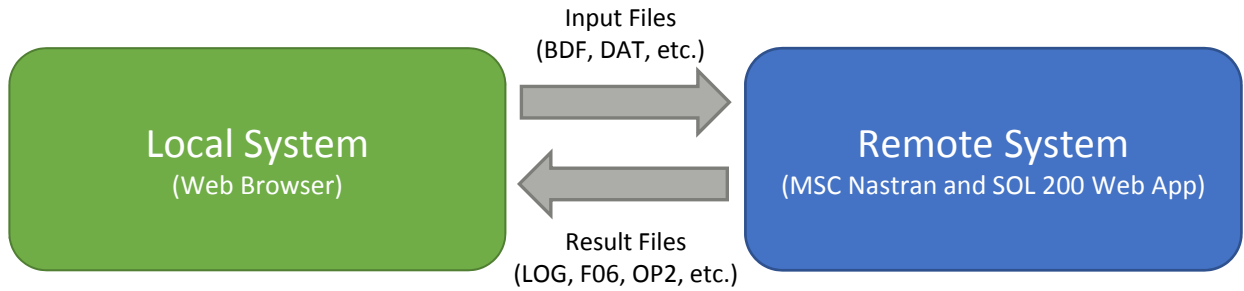 Input Files
(BDF, DAT, etc.)
Local System
(Web Browser)
Remote System
(MSC Nastran and SOL 200 Web App)
Result Files
(LOG, F06, OP2, etc.)